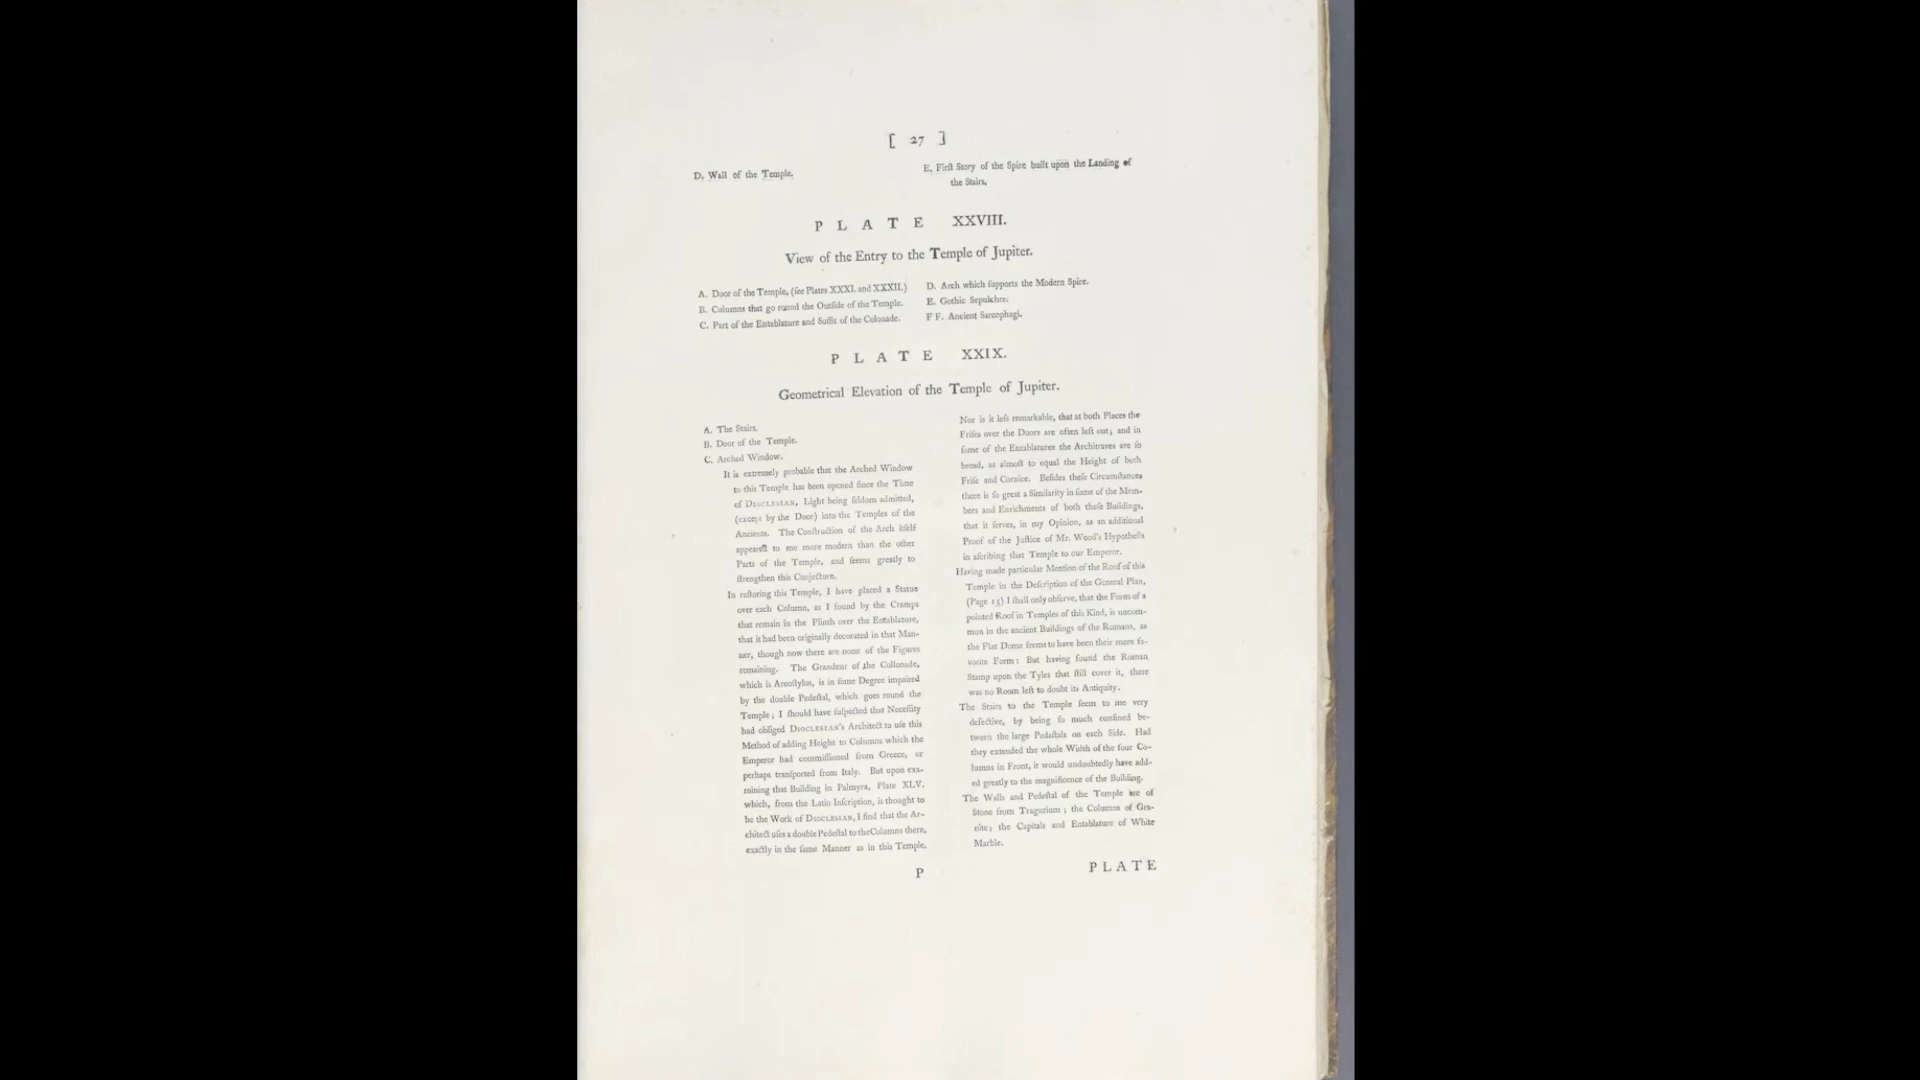 [ 27 ]
D. Wall of the Temple.
E. Firſt Story of the Spire built upon the Landing of
the Stairs.
PLATE XXVIII.
View of the Entry to the Temple of Jupiter.
A. Door of the Temple, (ſee Plates XXXI. and XXXII.)
B. Columns that go round the Outſide of the Temple.
C. Part of the Entablature and Soffit of the Colonade.
D. Arch which ſupports the Modern Spire.
E. Gothic Sepulchre.
F F. Ancient Sarcophagi.
PLATE XXIX.
Geometrical Elevation of the Temple of Jupiter.
A. The Stairs.
B. Door of the Temple.
C. Arched Window.
It is extremely probable that the Arched Window
to this Temple has been opened ſince the Time
of DIOCLESIAN, Light being ſeldom admitted,
(except by the Door) into the Temples of the
Ancients. The Conſtruction of the Arch itſelf
appears to me more modern than the other
Parts of the Temple, and ſeems greatly to
ſtrengthen this Conjecture.
In reſtoring this Temple, I have placed a Statue
over each Column, as I found by the Cramps
that remain in the Plinth over the Entablature,
that it had been originally decorated in that Man-
ner, though now there are none of the Figures
remaining. The Grandeur of the Collonade,
which is Areoſtylos, is in ſome Degree impaired
by the double Pedeſtal, which goes round the
Temple; I ſhould have ſuſpected that Neceſſity
had obliged DIOCLESIAN's Architect to uſe this
Method of adding Height to Columns which the
Emperor had commiſſioned from Greece, or
perhaps tranſported from Italy. But upon exa-
mining that Building in Palmyra, Plate XLV.
which, from the Latin Inſcription, is thought to
be the Work of DIOCLESIAN, I find that the Ar-
chitect uſes a double Pedeſtal to the Columns there,
exactly in the ſame Manner as in this Temple.
Nor is it leſs remarkable, that at both Places the
Friſes over the Doors are often left out; and in
ſome of the Entablatures the Architraves are ſo
broad, as almoſt to equal the Height of both
Friſe and Cornice. Beſides theſe Circumſtances
there is ſo great a Similarity in ſome of the Mem-
bers and Enrichments of both theſe Buildings,
that it ſerves, in my Opinion, as an additional
Proof of the Juſtice of Mr. Wood's Hypotheſis
in aſcribing that Temple to our Emperor.
Having made particular Mention of the Roof of this
Temple in the Deſcription of the General Plan,
(Page 15) I ſhall only obſerve, that the Form of a
pointed Roof in Temples of this Kind, is uncom-
mon in the ancient Buildings of the Romans, as
the Flat Dome ſeems to have been their more fa-
vorite Form: But having found the Roman
Stamp upon the Tyles that ſtill cover it, there
was no Room left to doubt its Antiquity.
The Stairs to the Temple ſeem to me very
defective, by being ſo much confined be-
tween the large Pedeſtals on each Side. Had
they extended the whole Width of the four Co-
lumns in Front, it would undoubtedly have add-
ed greatly to the magnificence of the Building.
The Walls and Pedeſtal of the Temple are of
Stone from Tragurium; the Columns of Gra-
nite; the Capitals and Entablature of White
Marble.
P
PLATE